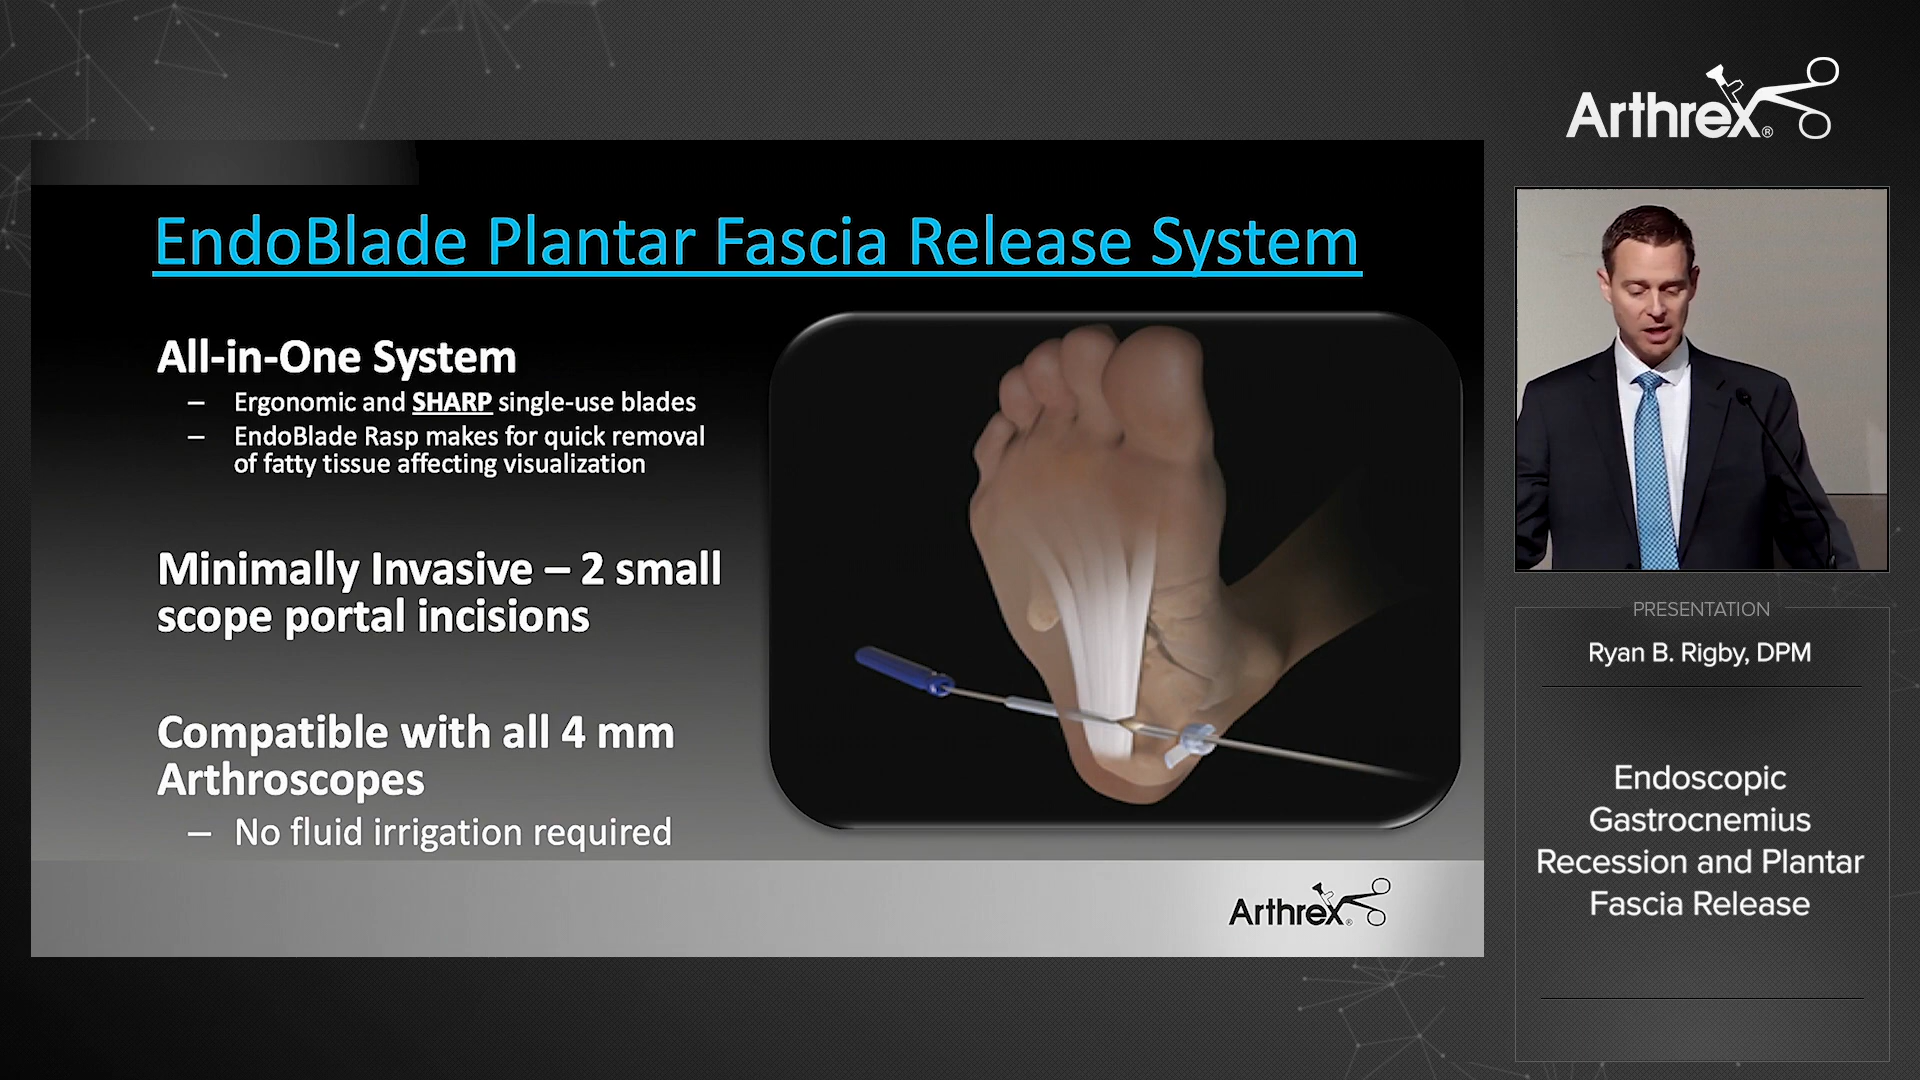 Arthrex®
EndoBlade Plantar Fascia Release System
All-in-One System
– Ergonomic and SHARP single-use blades
– EndoBlade Rasp makes for quick removal
of fatty tissue affecting visualization
Minimally Invasive – 2 small
scope portal incisions
Compatible with all 4 mm
Arthroscopes
– No fluid irrigation required
Arthrex®
PRESENTATION
Ryan B. Rigby, DPM
Endoscopic
Gastrocnemius
Recession and Plantar
Fascia Release